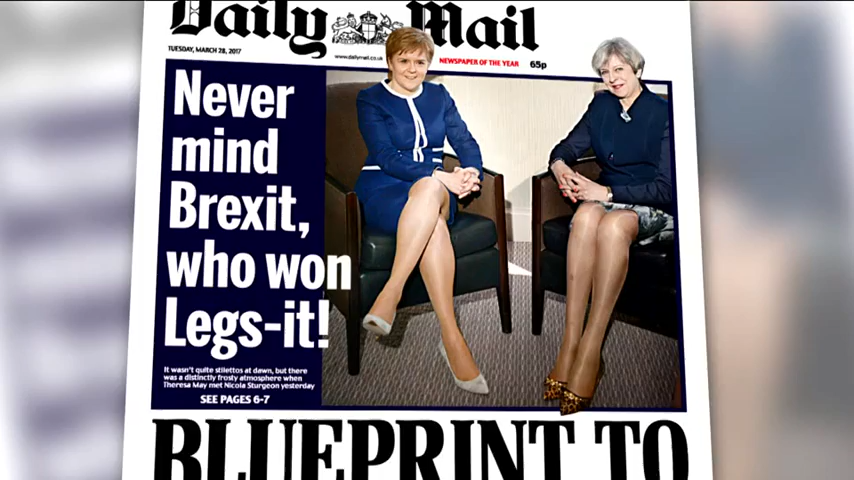 Daily Mail
TUESDAY, MARCH 28, 2017
www.dailymail.co.uk
NEWSPAPER OF THE YEAR
65p
Never
mind
Brexit,
who won
Legs-it!
It wasn't quite stilettos at dawn, but there
was a distinctly frosty atmosphere when
Theresa May met Nicola Sturgeon yesterday
SEE PAGES 6-7
BLUEPRINT TO